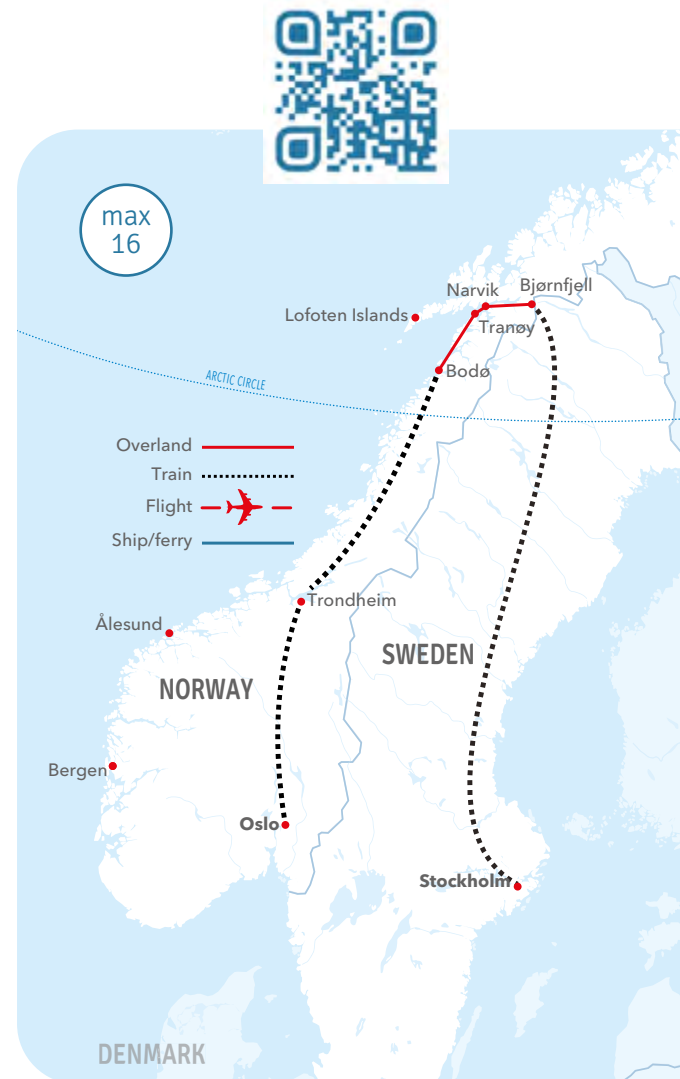 max
16
Narvik
Bjørnfjell
Lofoten Islands
Tranøy
Bodø
ARCTIC CIRCLE
Overland
Train
Flight
Ship/ferry
Trondheim
Ålesund
SWEDEN
NORWAY
Bergen
Oslo
Stockholm
DENMARK